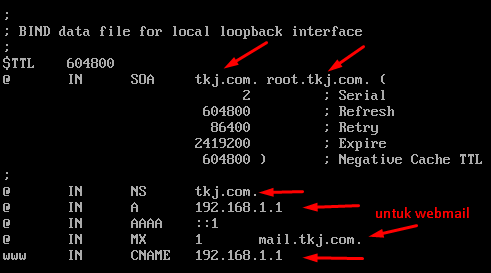 ;
; BIND data file for local loopback interface
;
$TTL    604800
@       IN      SOA     tkj.com. root.tkj.com. (
                              2         ; Serial
                         604800         ; Refresh
                          86400         ; Retry
                        2419200         ; Expire
                         604800 )       ; Negative Cache TTL
;
@       IN      NS      tkj.com.
@       IN      A       192.168.1.1
untuk webmail
@       IN      AAAA    ::1
@       IN      MX      1       mail.tkj.com.
www     IN      CNAME   192.168.1.1